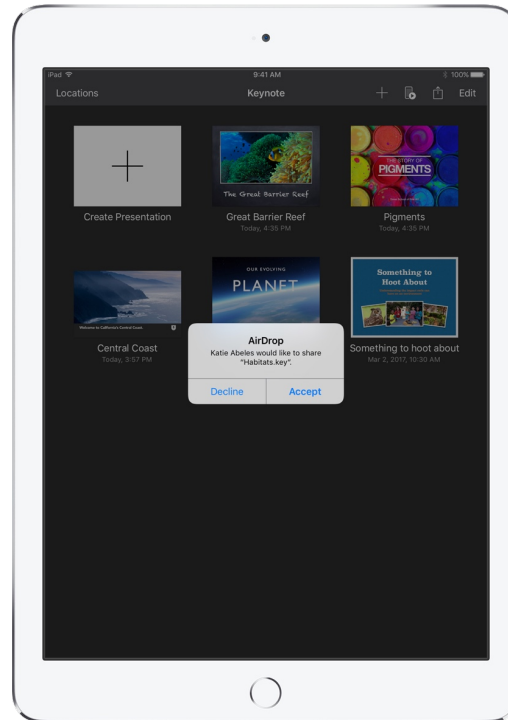 iPad
9:41 AM
100%
Locations
Keynote
Edit
The Great Barrier Reef
THE STORY OF
PIGMENTS
Create Presentation
Great Barrier Reef
Pigments
Today, 4:35 PM
Today, 4:35 PM
OUR EVOLVING
PLANET
Something to
Hoot About
Welcome to California's Central Coast.
Central Coast
Today, 3:57 PM
Something to hoot about
Mar 2, 2017, 10:30 AM
AirDrop
Katie Abeles would like to share
“Habitats.key”.
Decline
Accept